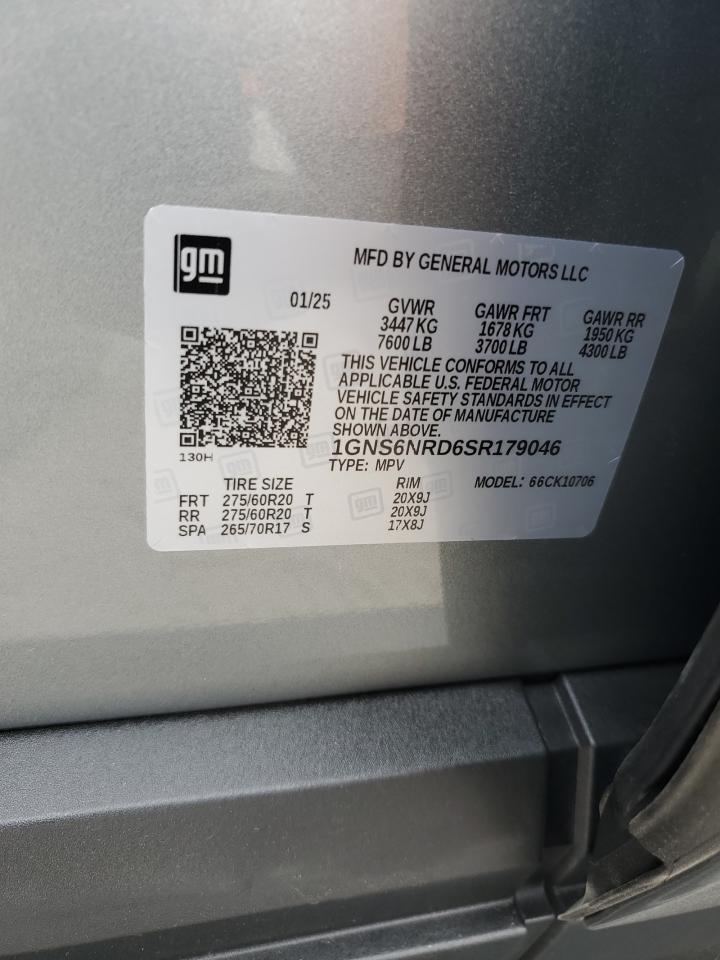 gm
MFD BY GENERAL MOTORS LLC
01/25 GVWR GAWR FRT GAWR RR
3447 KG 1678 KG 1950 KG
7600 LB 3700 LB 4300 LB
THIS VEHICLE CONFORMS TO ALL
APPLICABLE U.S. FEDERAL MOTOR
VEHICLE SAFETY STANDARDS IN EFFECT
ON THE DATE OF MANUFACTURE
SHOWN ABOVE.
1GNS6NRD6SR179046
130H
TYPE: MPV
TIRE SIZE RIM MODEL: 66CK10706
FRT 275/60R20 T 20X9J
RR 275/60R20 T 20X9J
SPA 265/70R17 S 17X8J